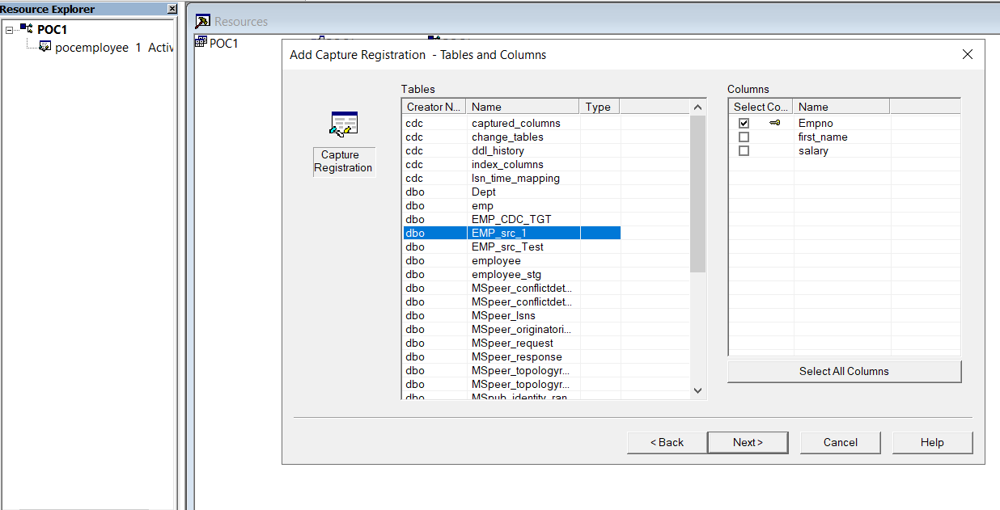 Resource Explorer
POC1
pocemployee 1 Activ
Resources
POC1
Add Capture Registration - Tables and Columns
Capture
Registration
Tables
Creator N... Name Type
cdc captured_columns
cdc change_tables
cdc ddl_history
cdc index_columns
cdc lsn_time_mapping
dbo Dept
dbo emp
dbo EMP_CDC_TGT
dbo EMP_src_1
dbo EMP_src_Test
dbo employee
dbo employee_stg
dbo MSpeer_conflictdet...
dbo MSpeer_conflictdet...
dbo MSpeer_lsns
dbo MSpeer_originatori...
dbo MSpeer_request
dbo MSpeer_response
dbo MSpeer_topologyr...
dbo MSpeer_topologyr...
dbo MSpub_identity_ran
Columns
Select Co... Name
Empno
first_name
salary
Select All Columns
< Back
Next >
Cancel
Help